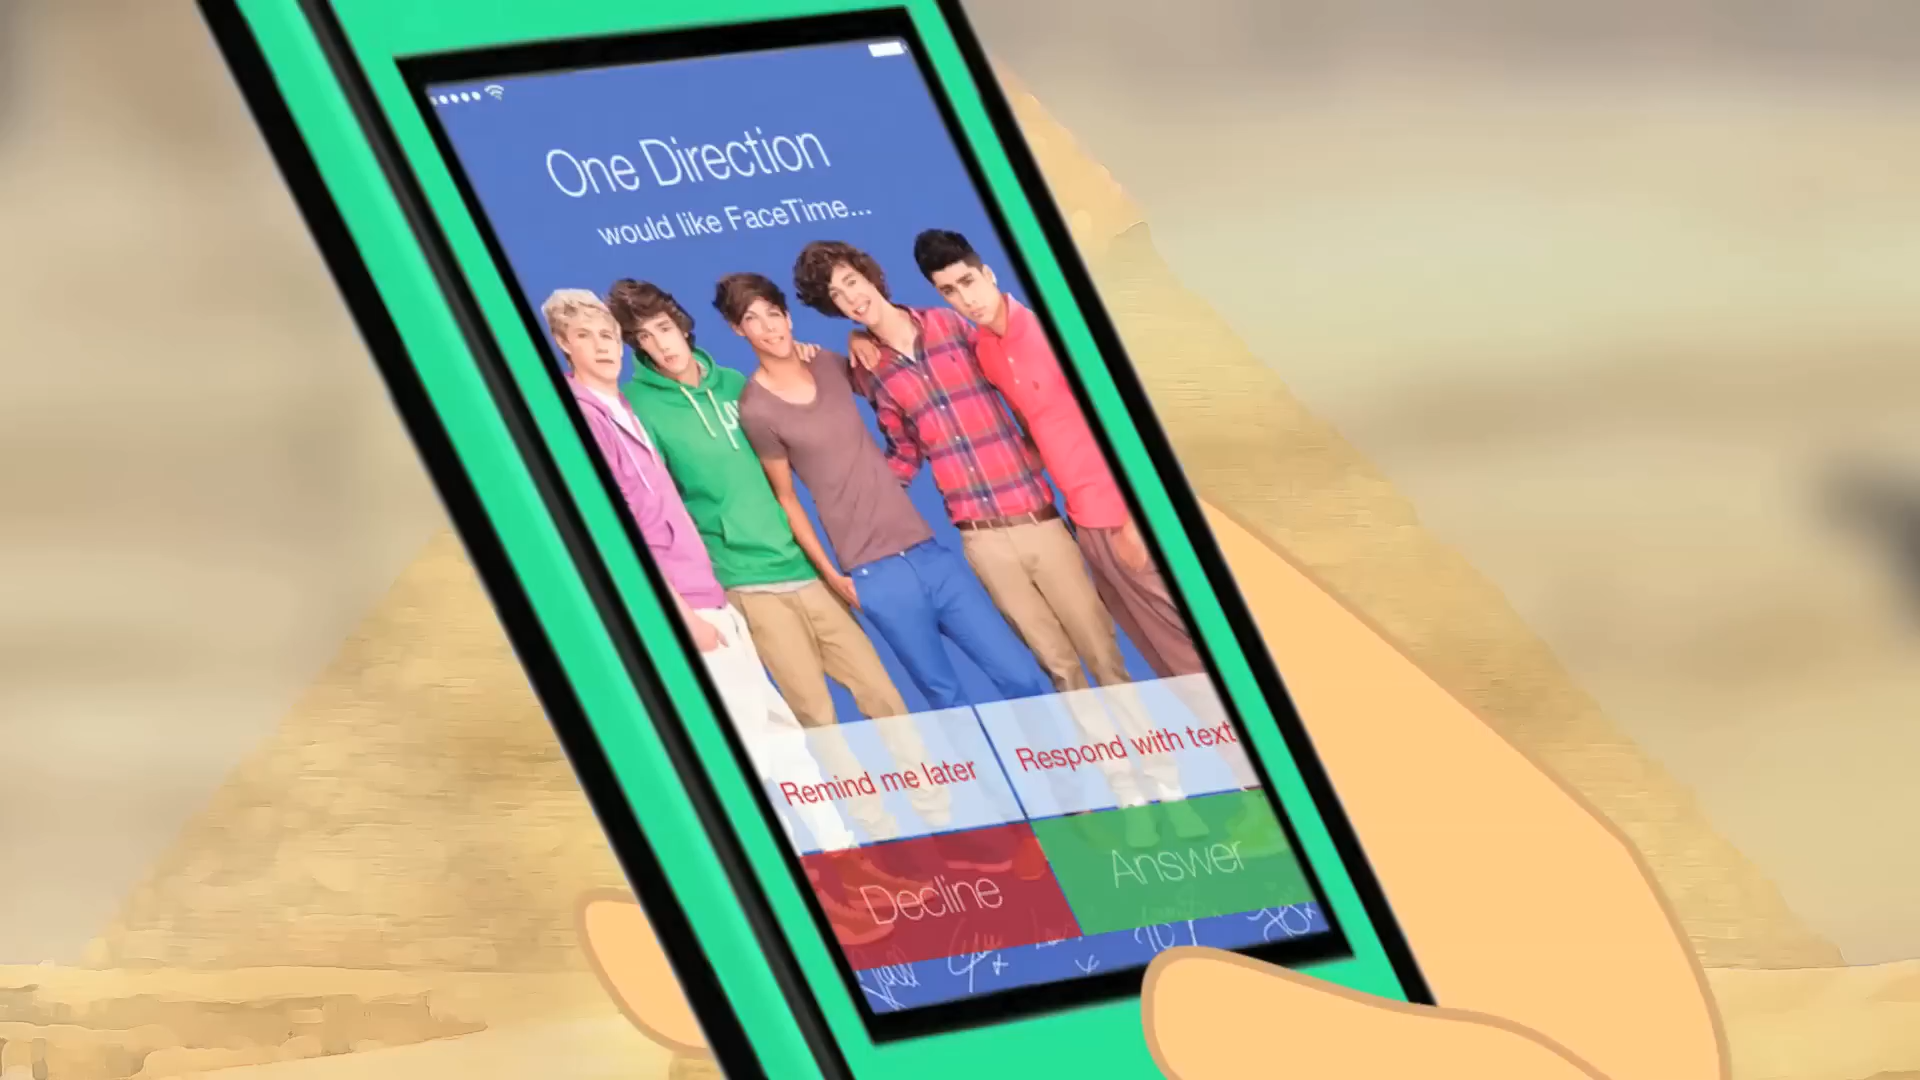 One Direction
would like FaceTime...
Remind me later
Respond with text
Decline
Answer